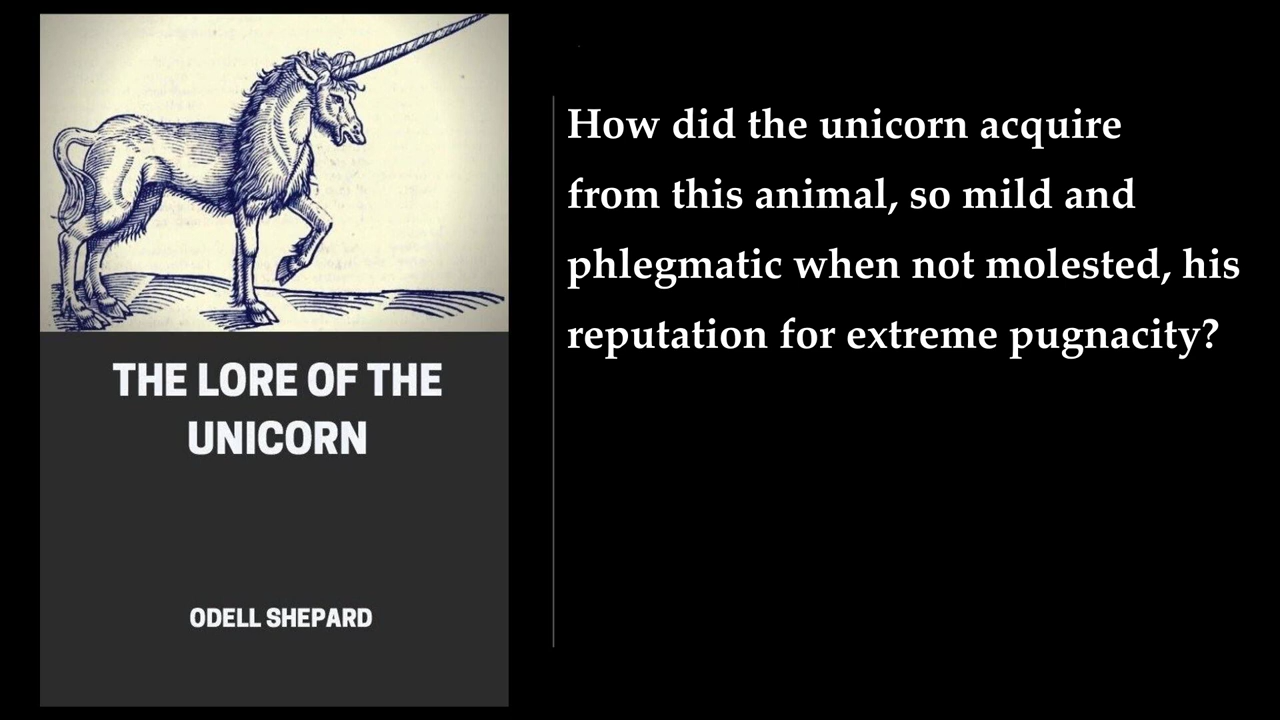 THE LORE OF THE
UNICORN
ODELL SHEPARD
How did the unicorn acquire
from this animal, so mild and
phlegmatic when not molested, his
reputation for extreme pugnacity?